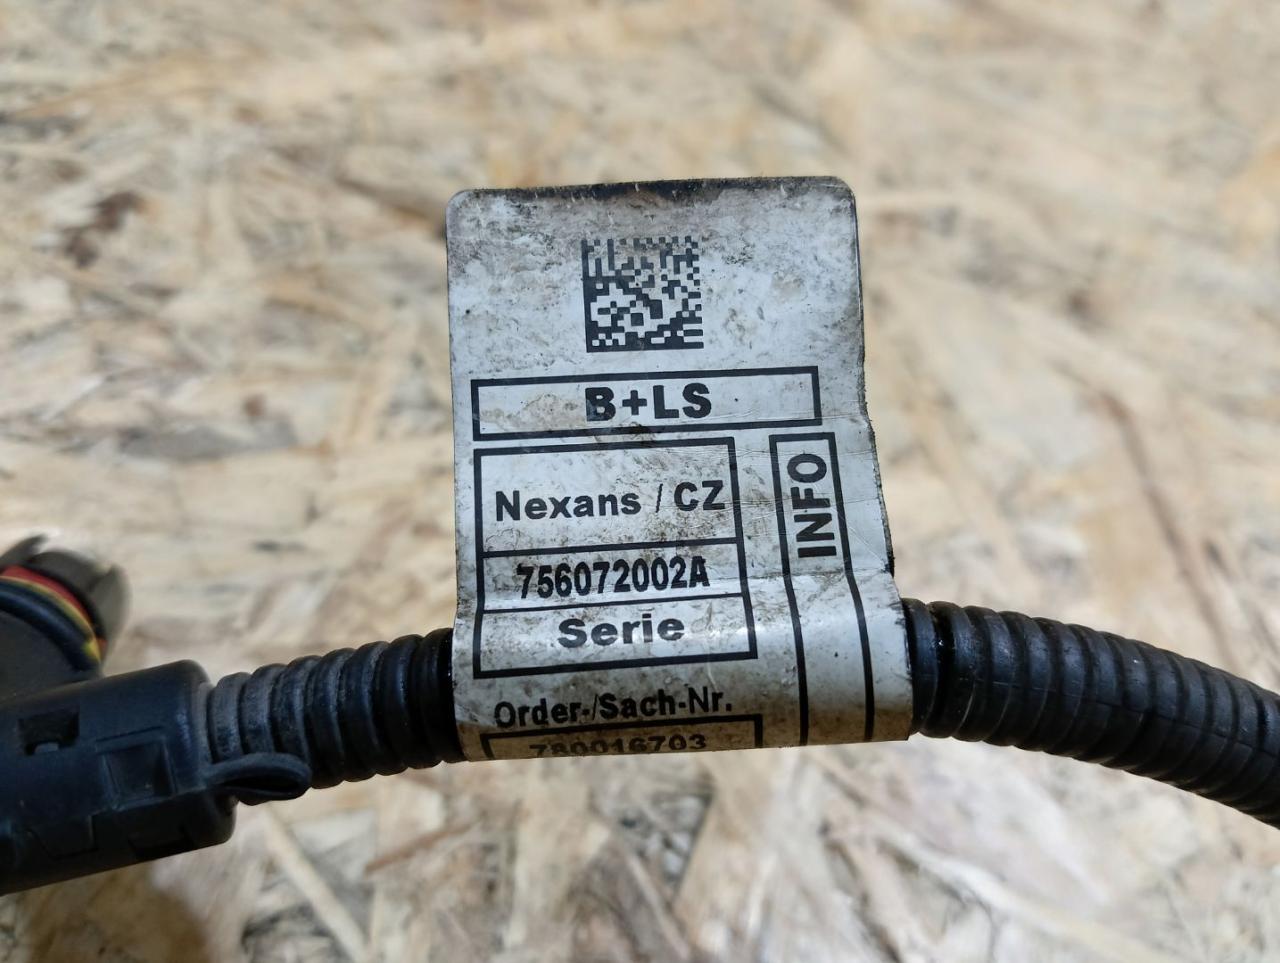 B+LS
Nexans / CZ
756072002A
Serie
INFO
Order-/Sach-Nr.
780016703